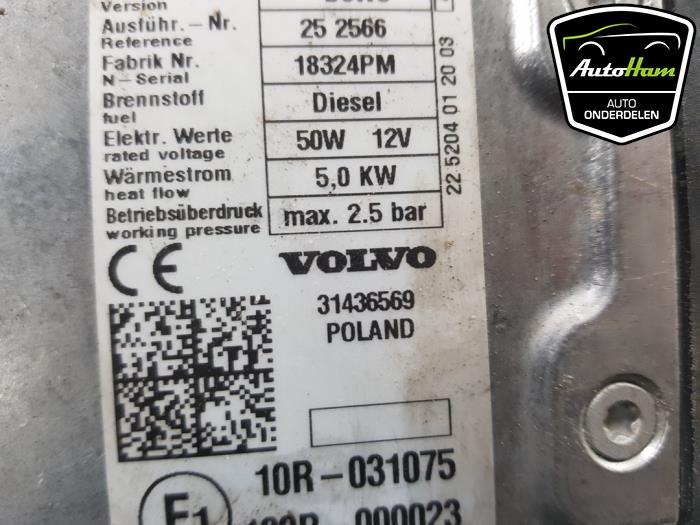 Version
Ausführ.-Nr. 25 2566
Reference
Fabrik Nr. 18324PM
N-Serial
Brennstoff Diesel
fuel
Elektr. Werte 50W 12V
rated voltage
Wärmestrom 5,0 KW
heat flow
Betriebsüberdruck max. 2.5 bar
working pressure
22 5204 01 20 03
CE
VOLVO
31436569
POLAND
10R-031075
E1
000023
AutoHam
AUTO
ONDERDELEN